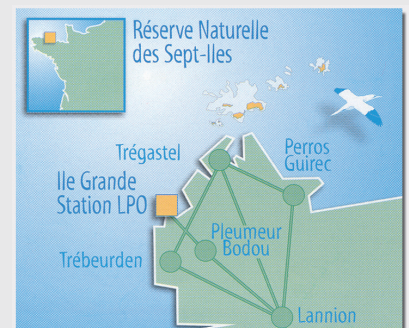 Réserve Naturelle
des Sept-Iles
Trégastel
Perros
Guirec
Ile Grande
Station LPO
Pleumeur
Bodou
Trébeurden
Lannion